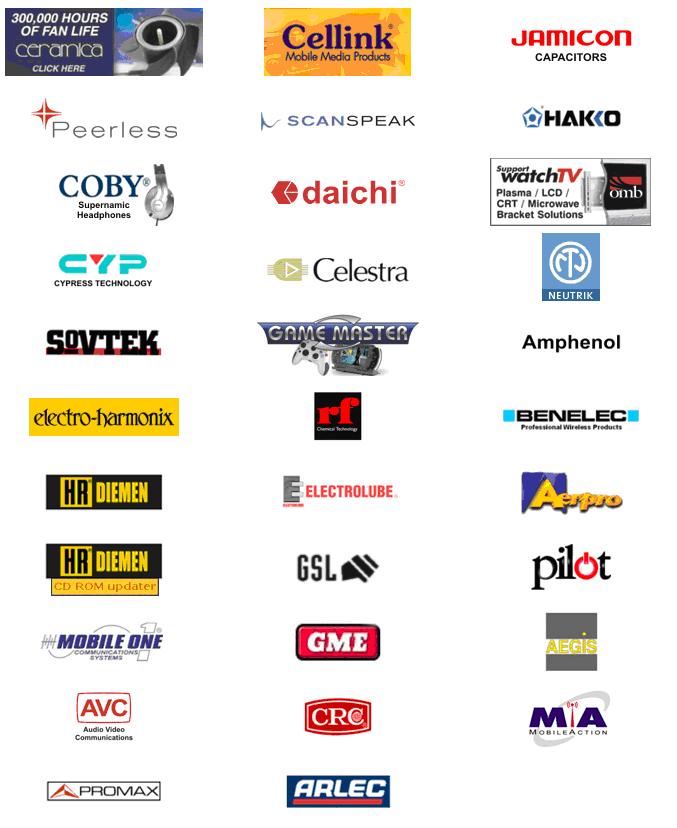 300,000 HOURS
OF FAN LIFE
ceramica
CLICK HERE
Cellink®
Mobile Media Products
JAMICON
CAPACITORS
Peerless
SCANSPEAK
HAKKO
COBY®
Supernamic
Headphones
daichi®
Support
watchTV
Plasma / LCD /
CRT / Microwave
Bracket Solutions
omb
CYP
CYPRESS TECHNOLOGY
Celestra
NEUTRIK
SOVTEK
GAME MASTER
Amphenol
electro-harmonix
rf
Chemical Technology
BENELEC
Professional Wireless Products
HR DIEMEN
ELECTROLUBE
Aerpro
HR DIEMEN
CD ROM updater
GSL
pilot
MOBILE ONE
COMMUNICATIONS
SYSTEMS
GME
AEGIS
AVC
Audio Video
Communications
CRC
MIA
MOBILEACTION
PROMAX
ARLEC